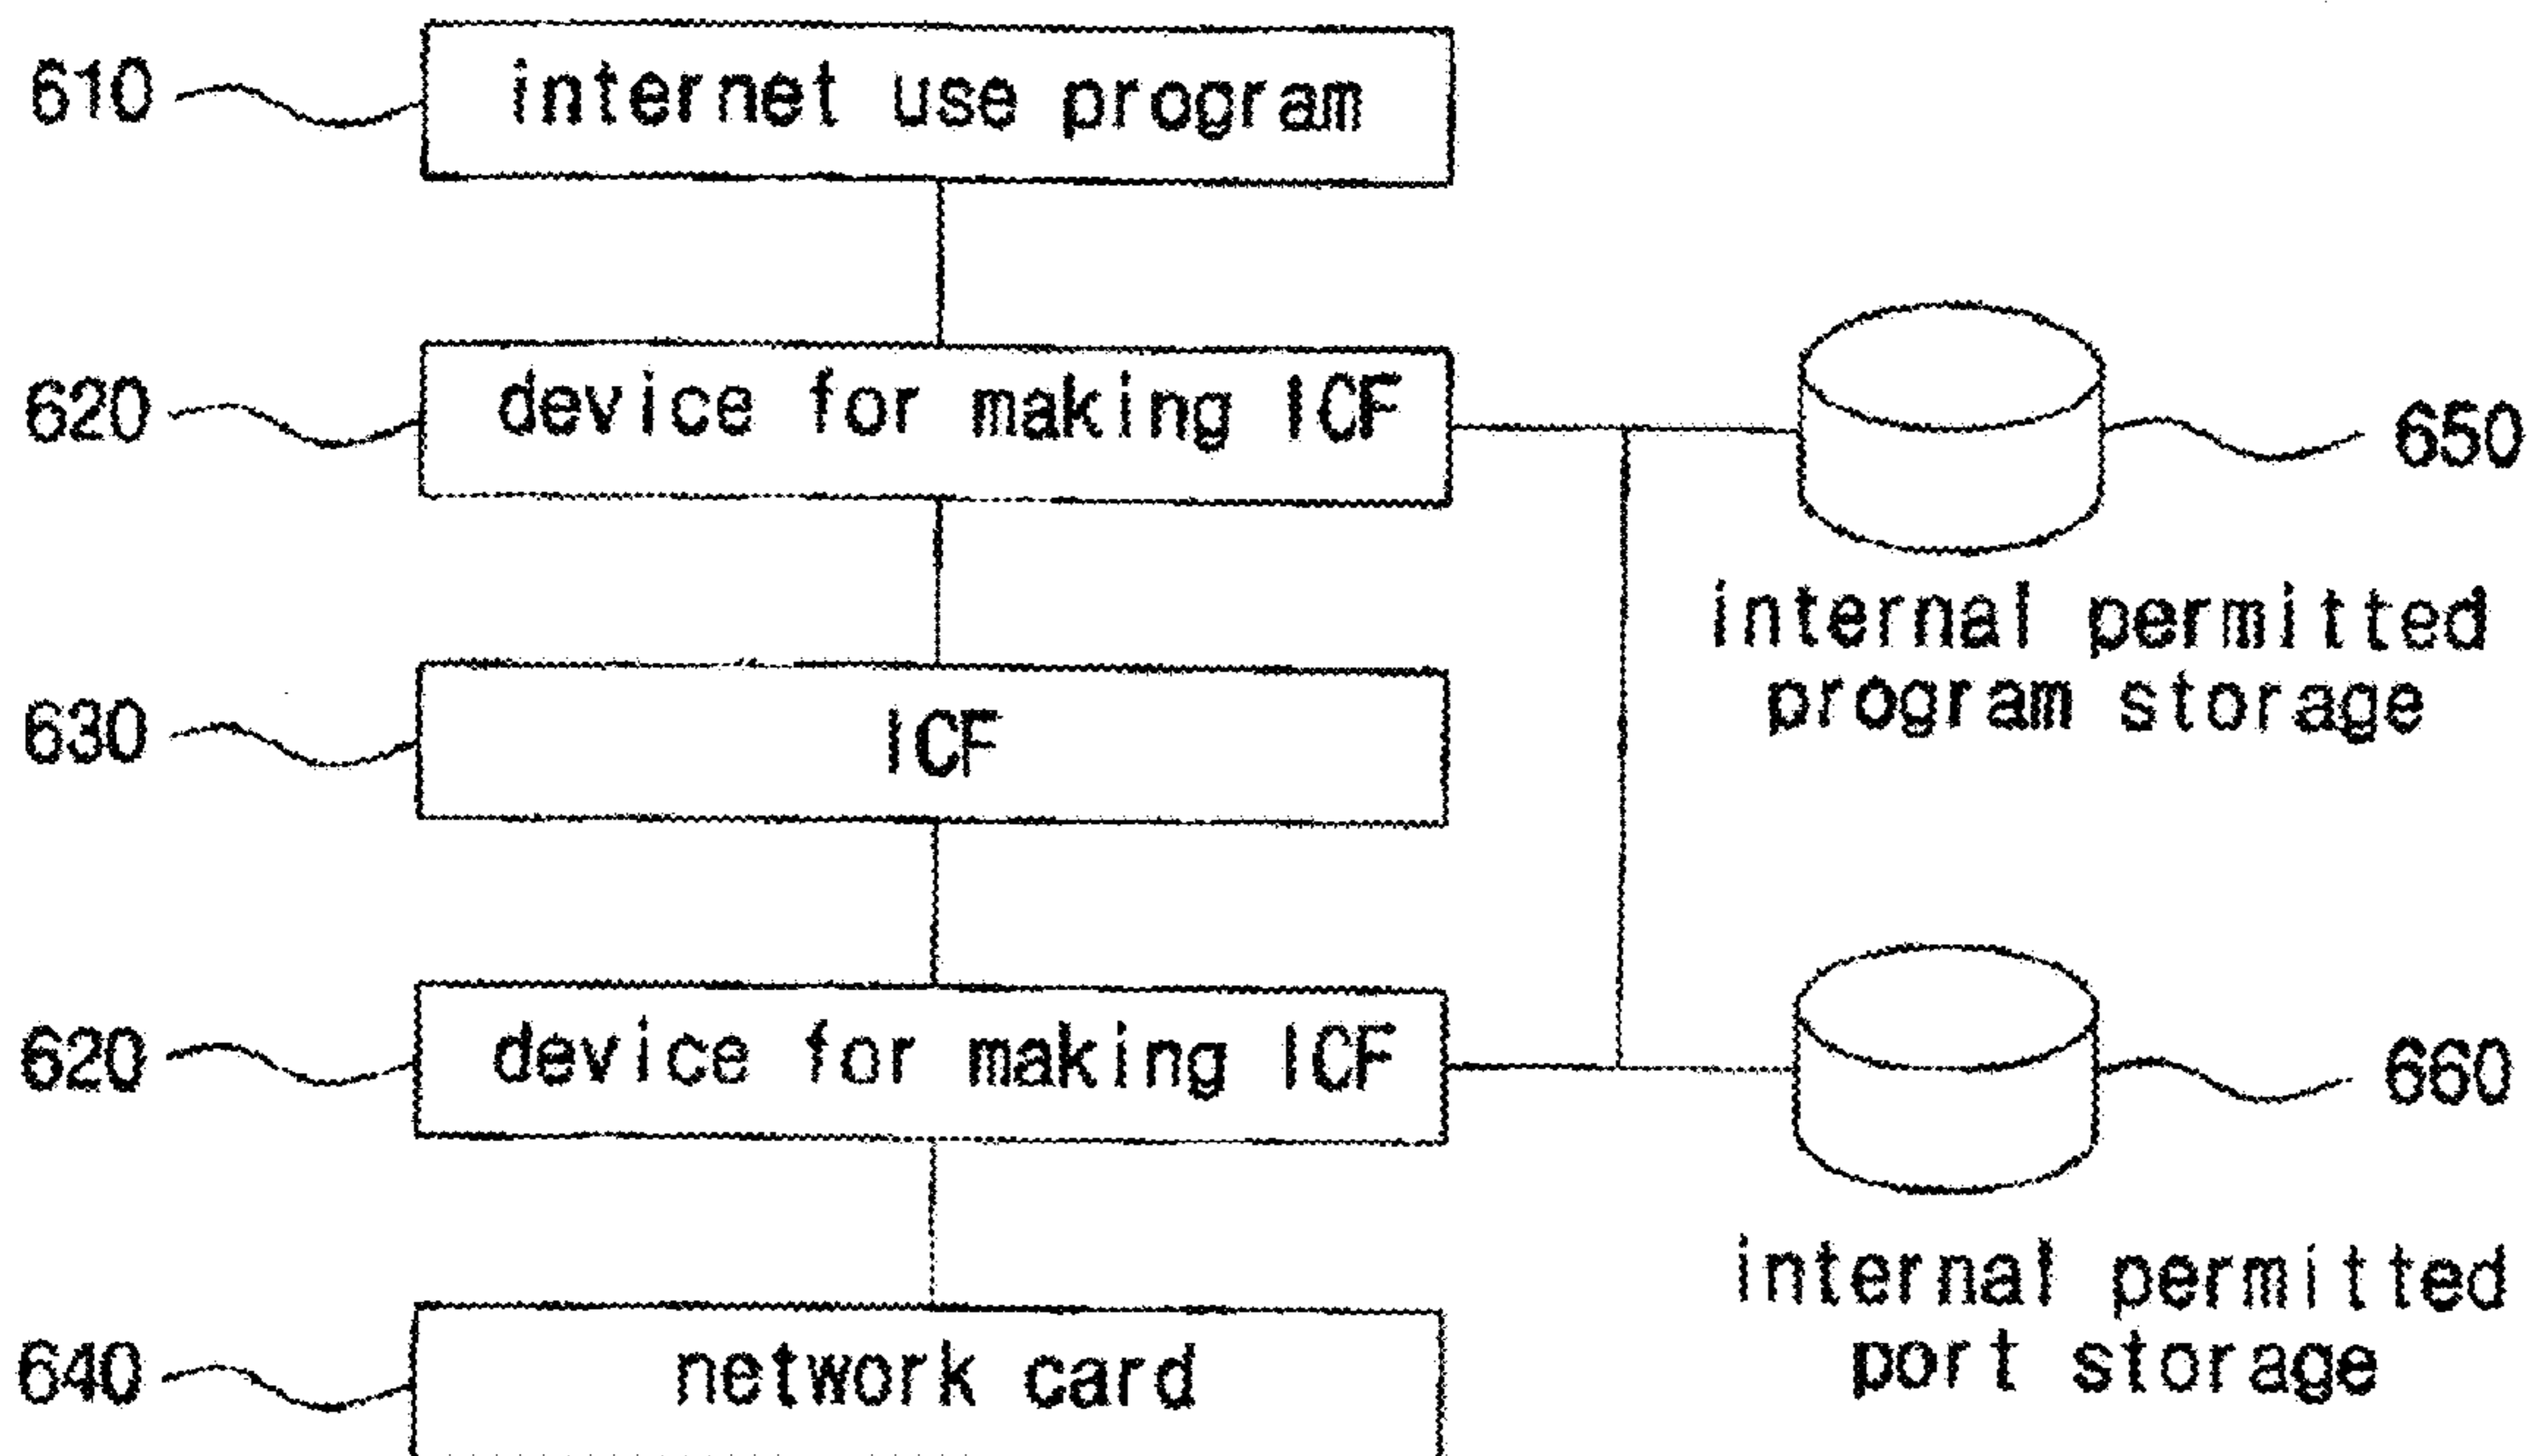 610 internet use program
620 device for making ICF
650
internal permitted
program storage
630 ICF
620 device for making ICF
660
internal permitted
port storage
640 network card